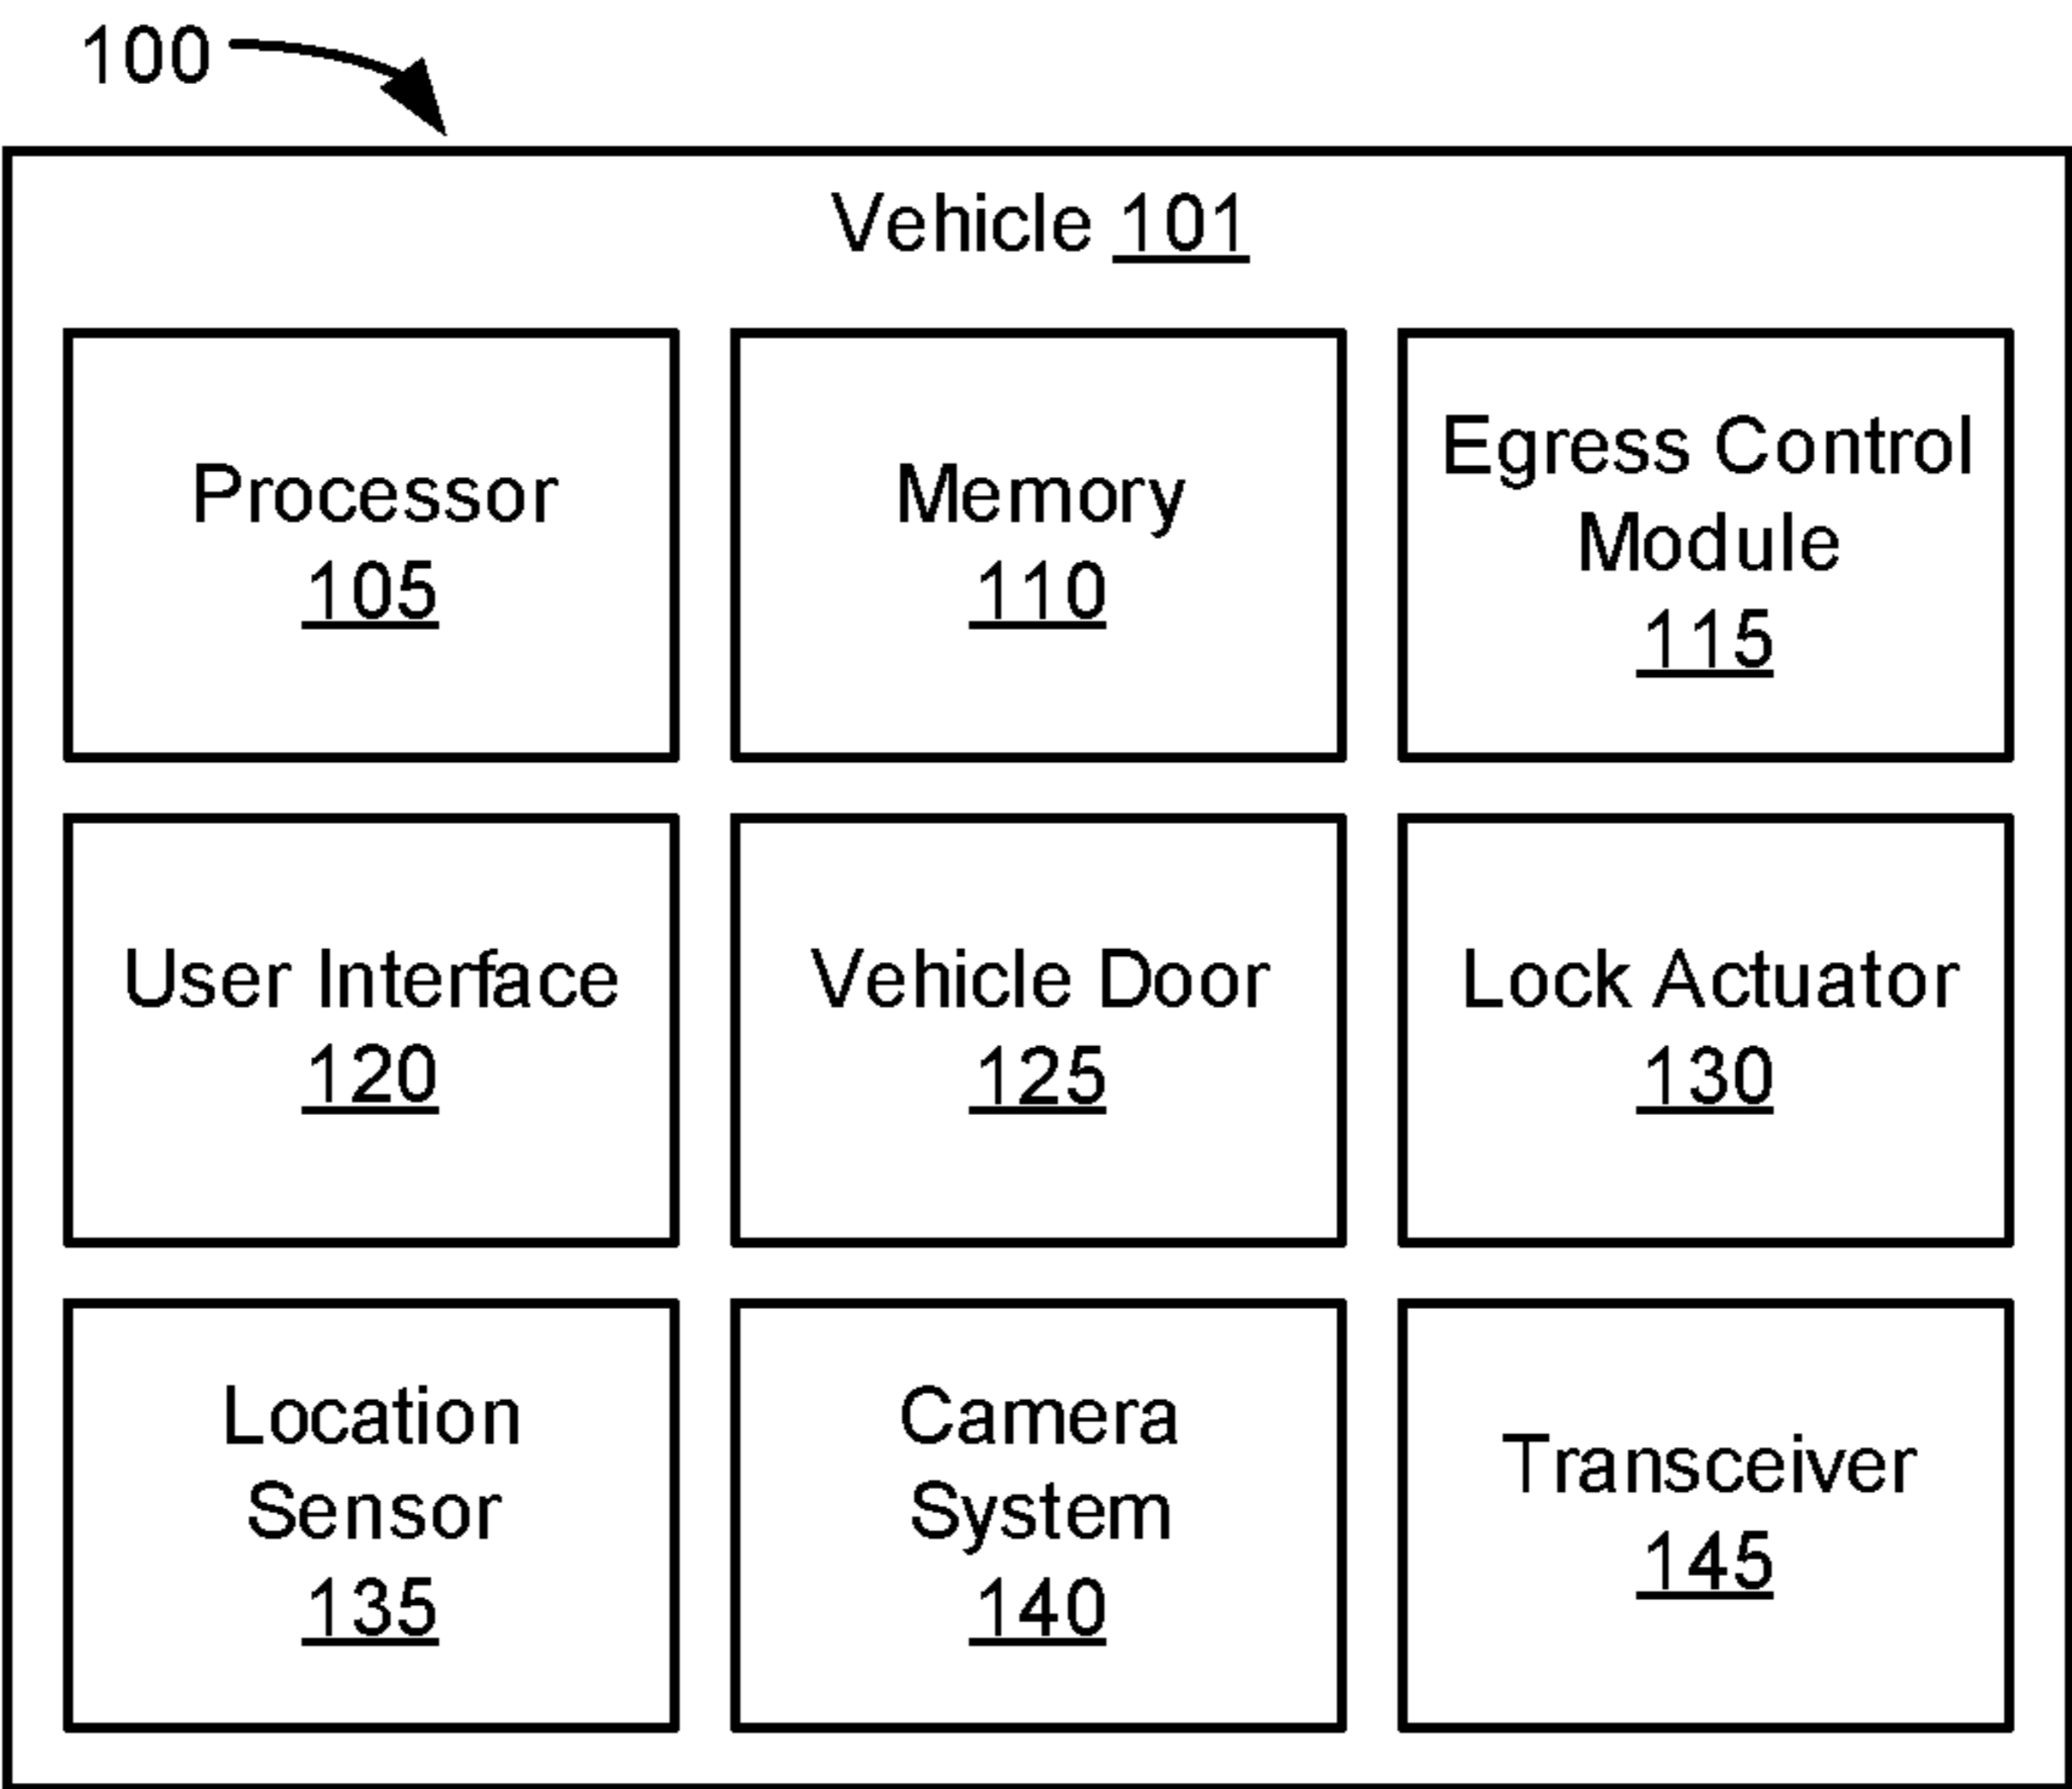 100
Vehicle 101
Processor
105
Memory
110
Egress Control
Module
115
User Interface
120
Vehicle Door
125
Lock Actuator
130
Location
Sensor
135
Camera
System
140
Transceiver
145